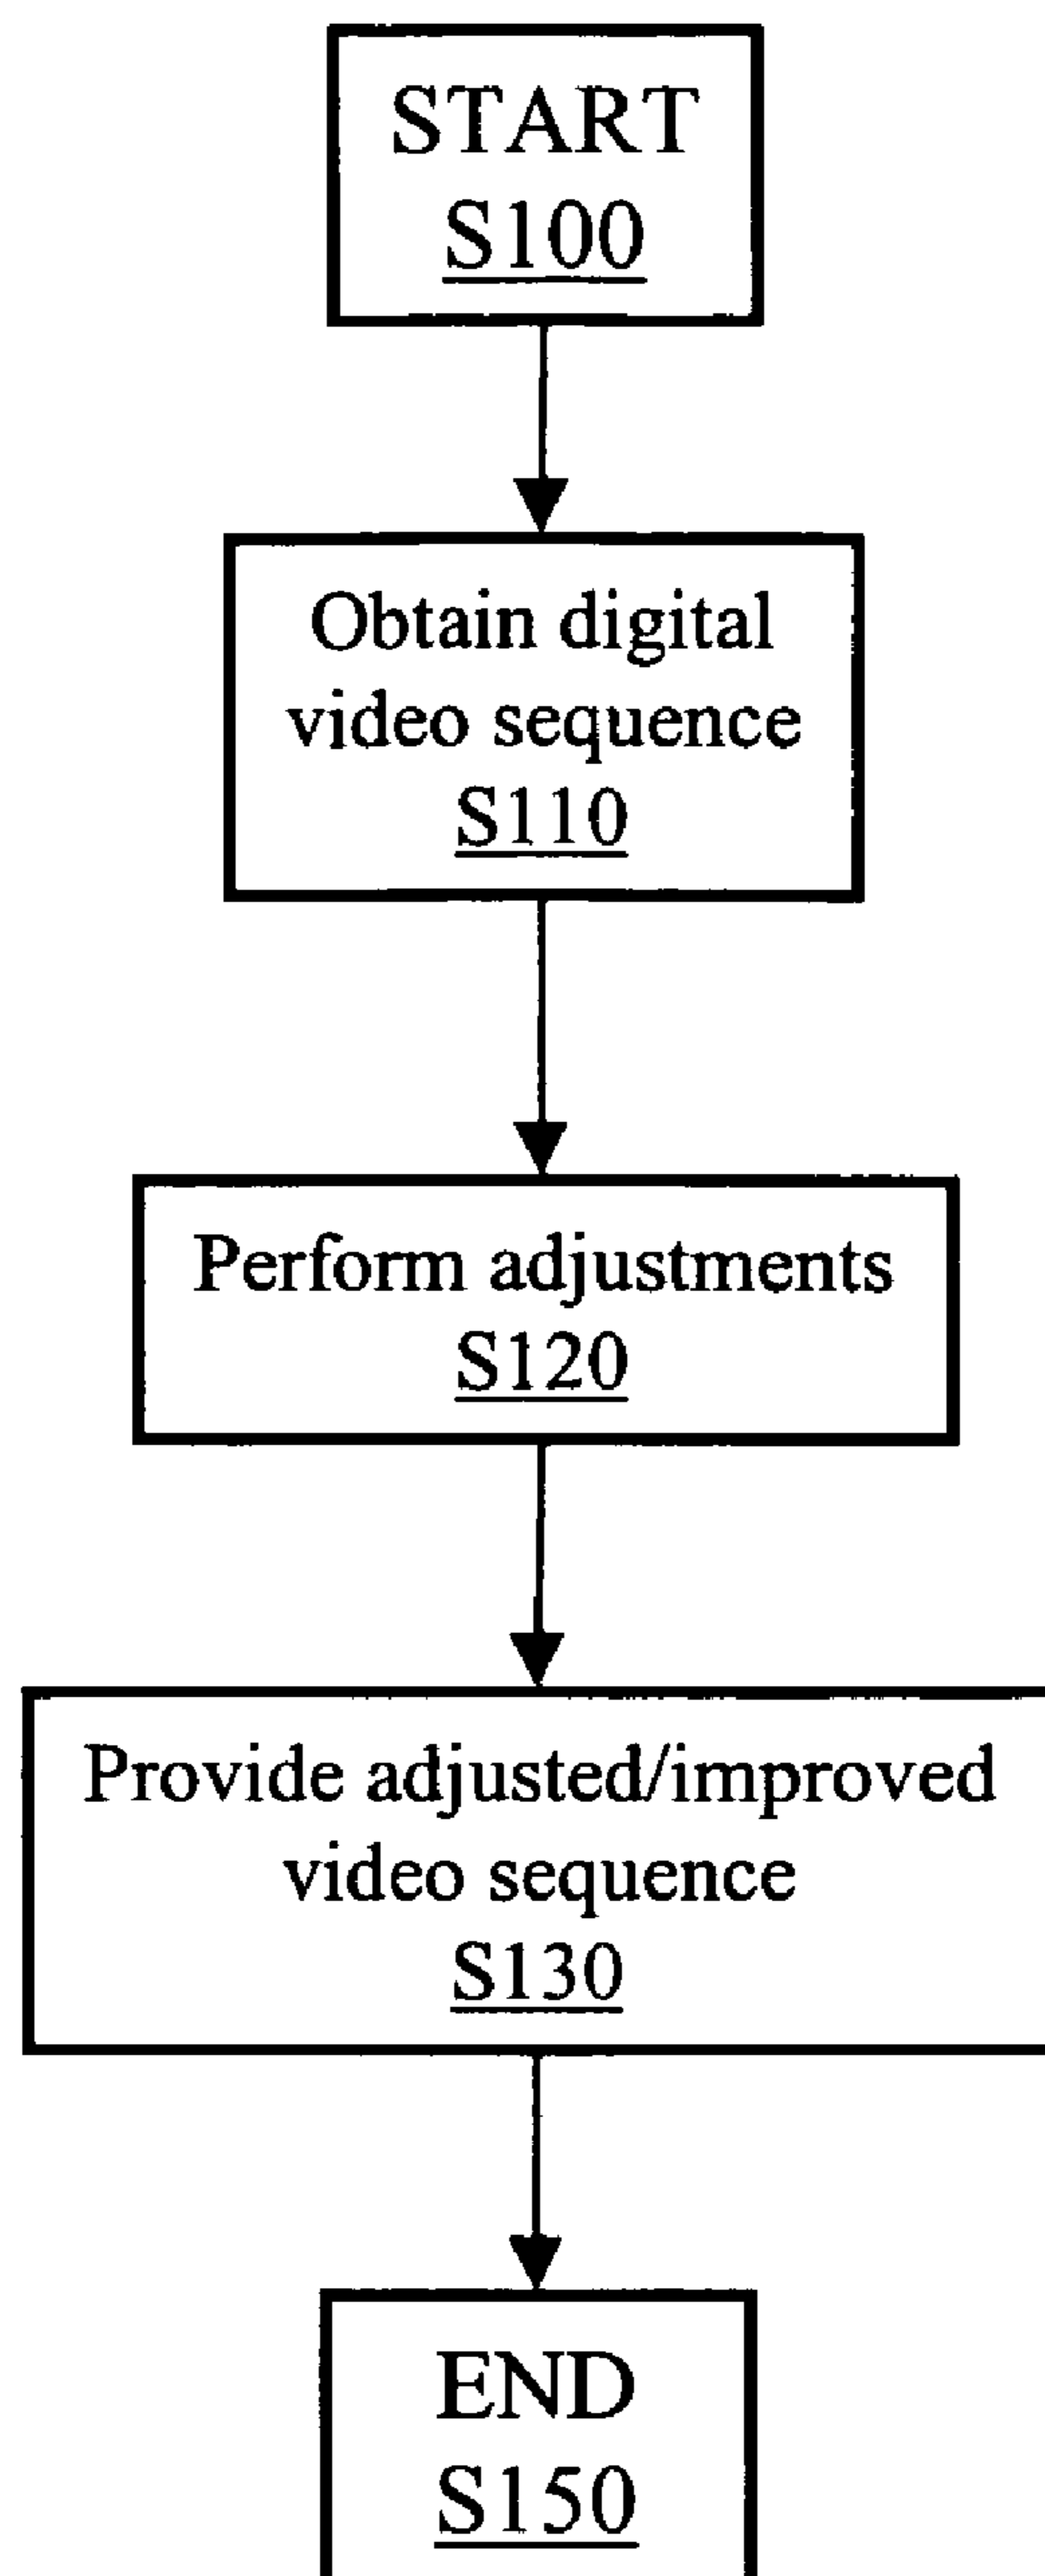 START
S100
Obtain digital
video sequence
S110
Perform adjustments
S120
Provide adjusted/improved
video sequence
S130
END
S150